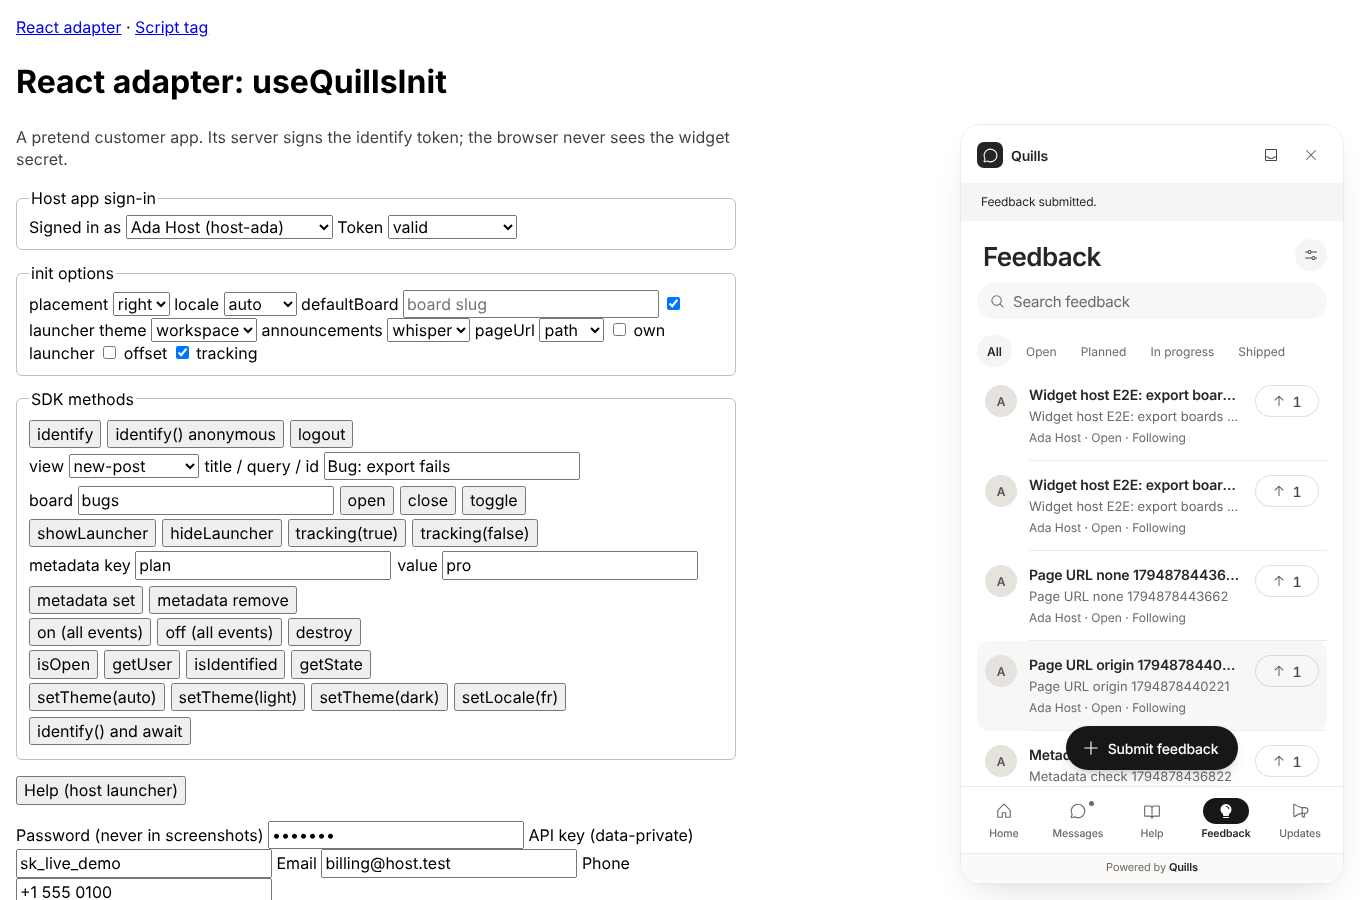 React adapter · Script tag
React adapter: useQuillsInit
A pretend customer app. Its server signs the identify token; the browser never sees the widget
secret.
Host app sign-in
Signed in as Ada Host (host-ada) Token valid
init options
placement right locale auto defaultBoard board slug
launcher theme workspace announcements whisper pageUrl path own
launcher offset tracking
SDK methods
identify identify() anonymous logout
view new-post title / query / id Bug: export fails
board bugs open close toggle
showLauncher hideLauncher tracking(true) tracking(false)
metadata key plan value pro
metadata set metadata remove
on (all events) off (all events) destroy
isOpen getUser isIdentified getState
setTheme(auto) setTheme(light) setTheme(dark) setLocale(fr)
identify() and await
Help (host launcher)
Password (never in screenshots) ••••••• API key (data-private)
sk_live_demo Email billing@host.test Phone
+1 555 0100
Quills
Feedback submitted.
Feedback
Search feedback
All Open Planned In progress Shipped
A Widget host E2E: export boar... ↑ 1
Widget host E2E: export boards ...
Ada Host · Open · Following
A Widget host E2E: export boar... ↑ 1
Widget host E2E: export boards ...
Ada Host · Open · Following
A Page URL none 17948784436... ↑ 1
Page URL none 1794878443662
Ada Host · Open · Following
A Page URL origin 1794878440... ↑ 1
Page URL origin 1794878440221
Ada Host · Open · Following
Submit feedback
A ↑ 1
Metadata check 1794878436822
Home Messages Help Feedback Updates
Powered by Quills